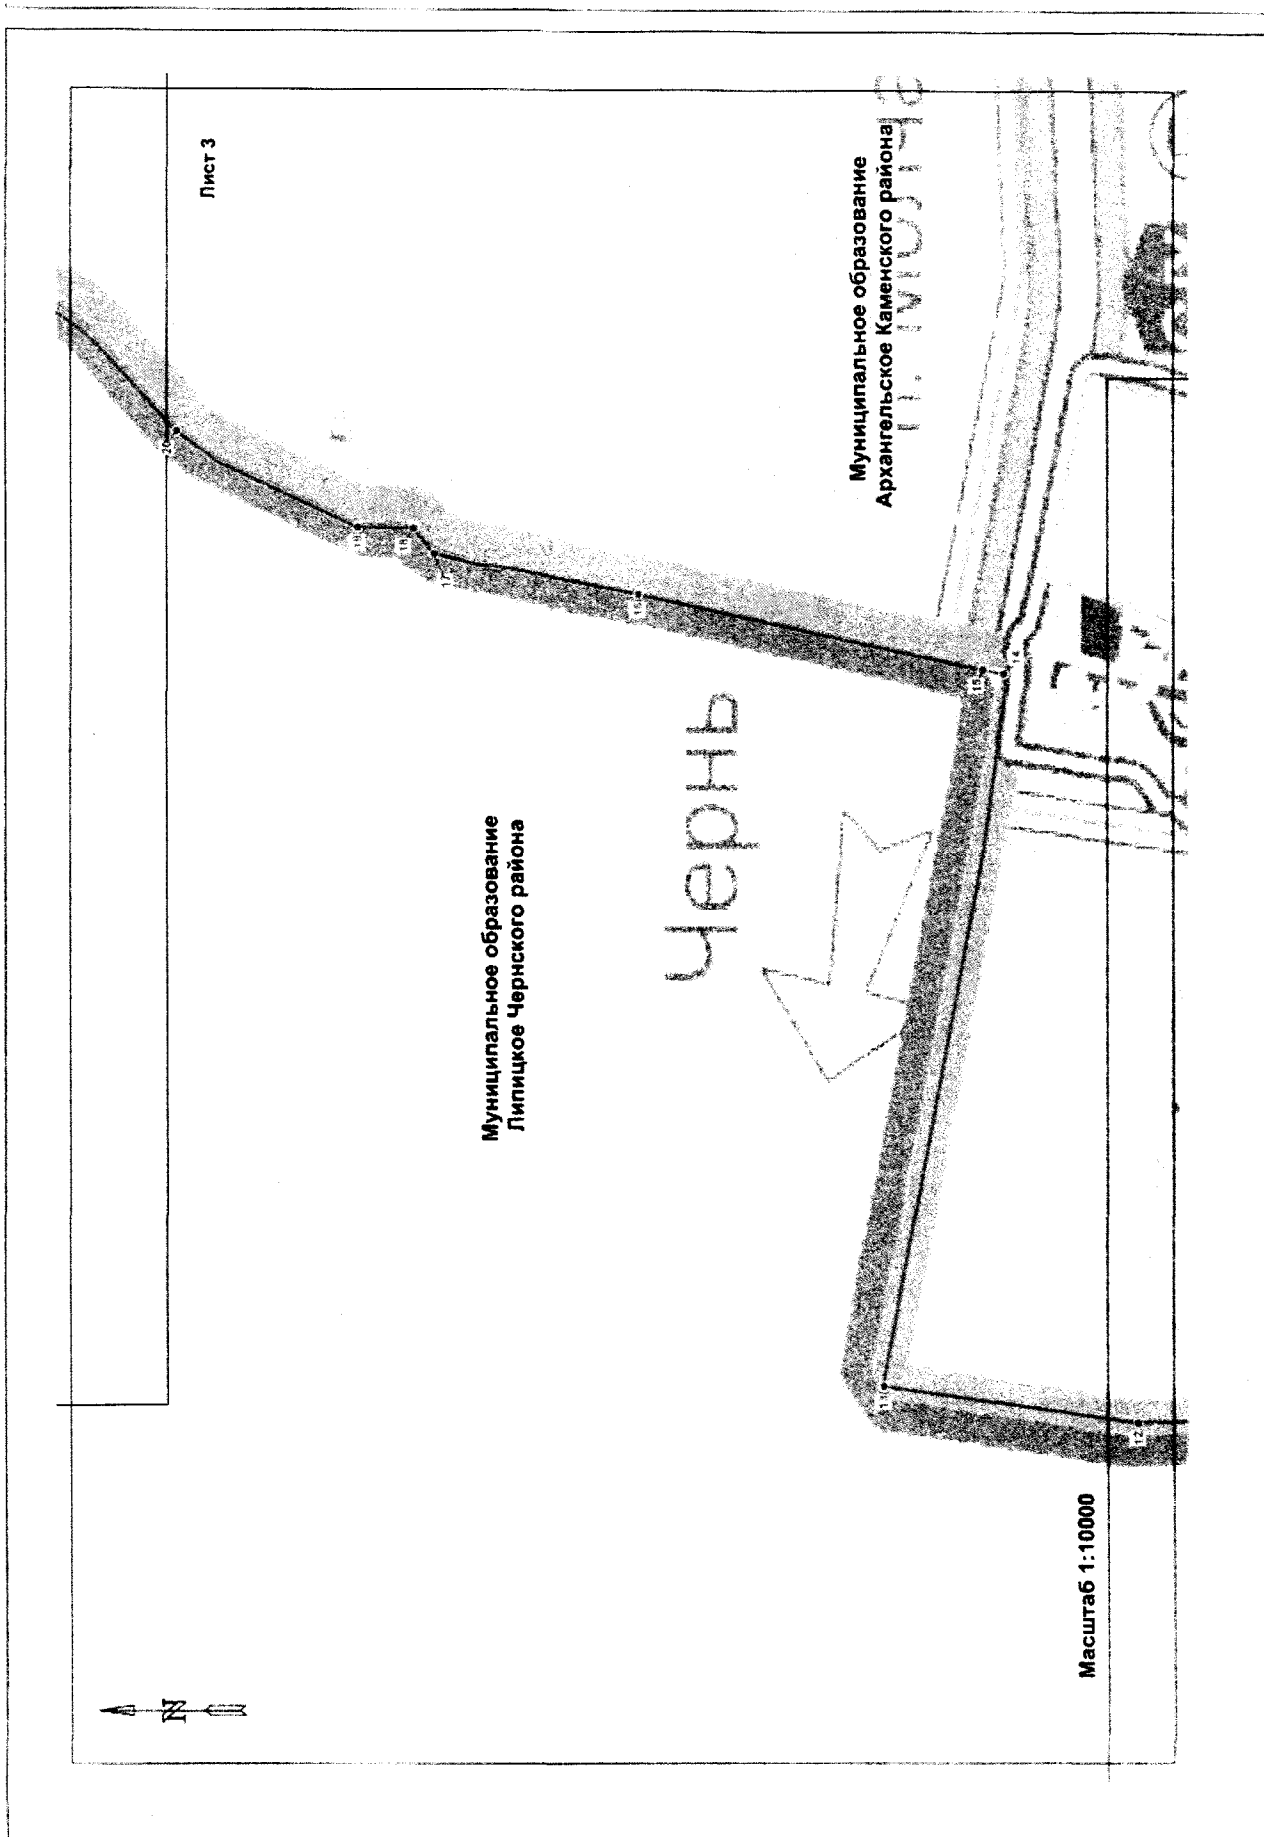 Лист 3
Муниципальное образование
Архангельское Каменского района
Муниципальное образование
Липицкое Чернского района
Чернь
20
19
18
17
16
15
14
13
12
N
Масштаб 1:10000